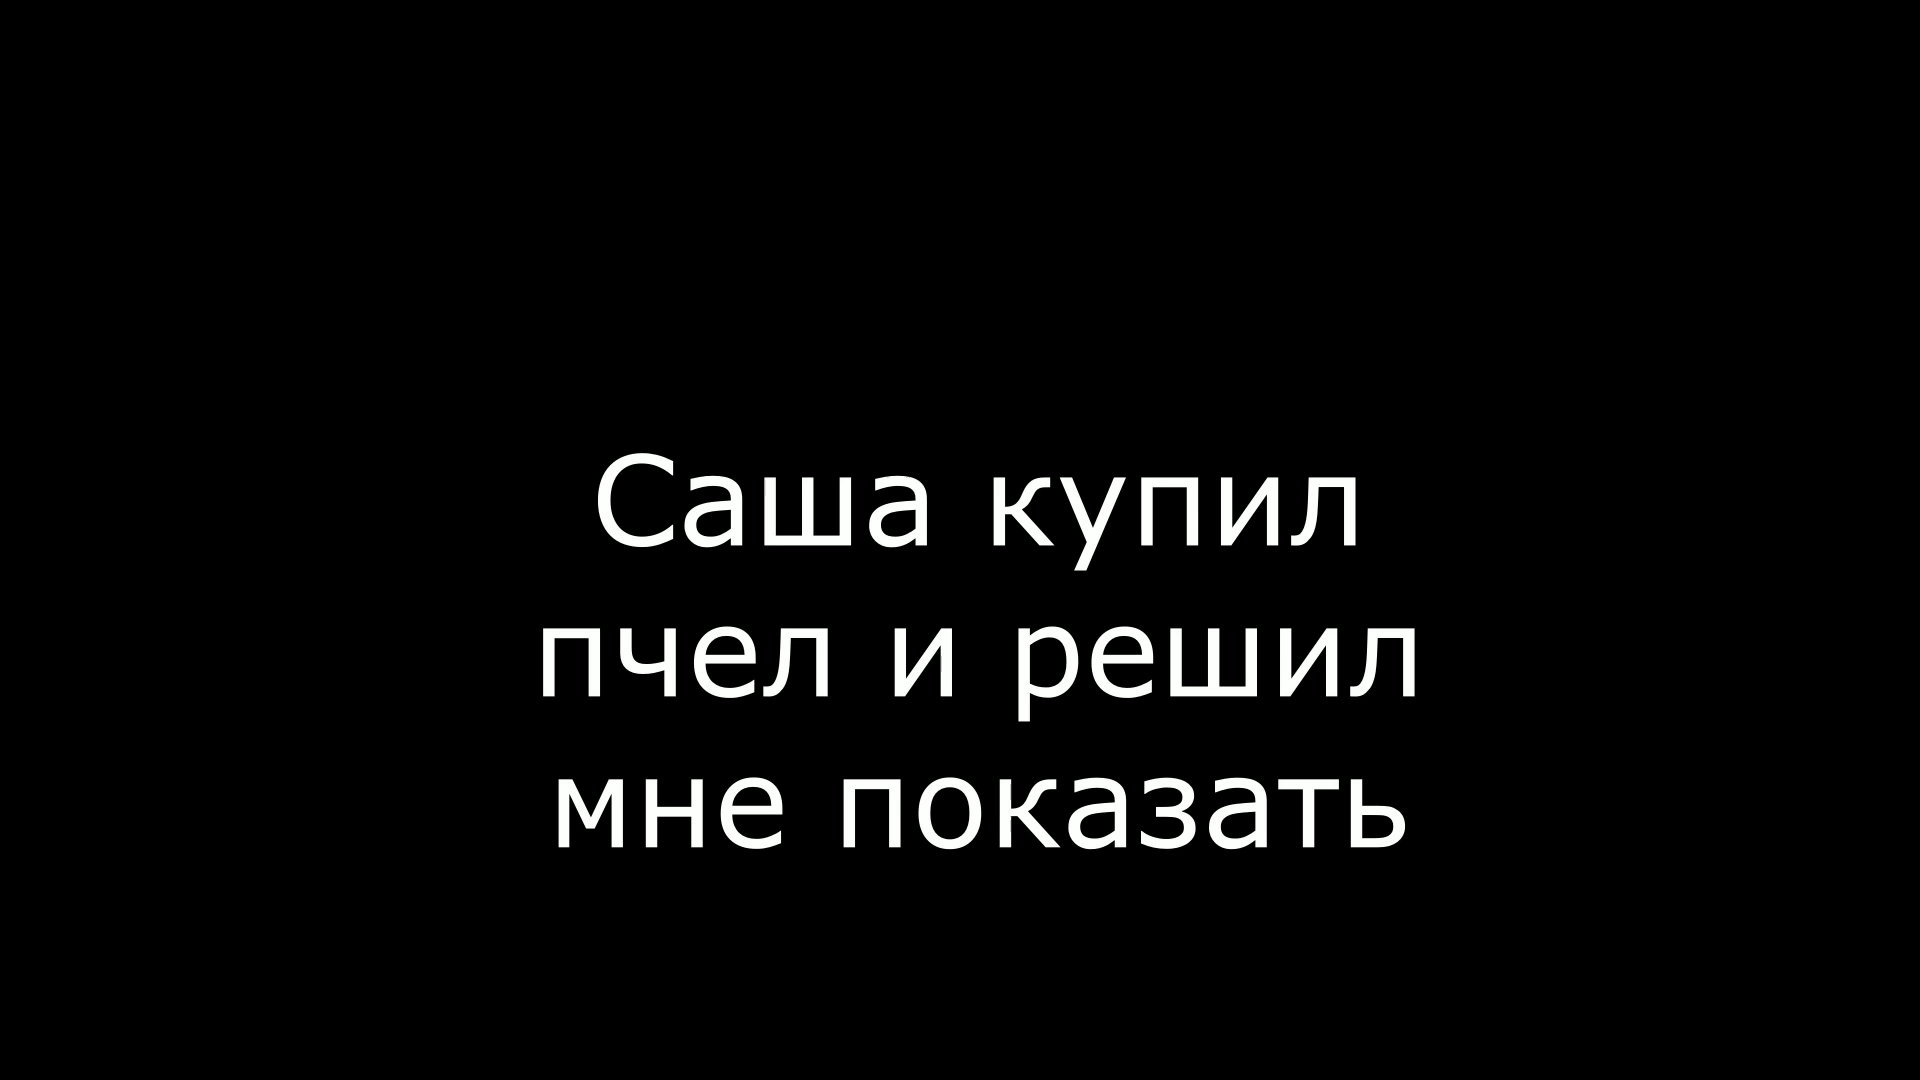 Саша купил
пчел и решил
мне показать